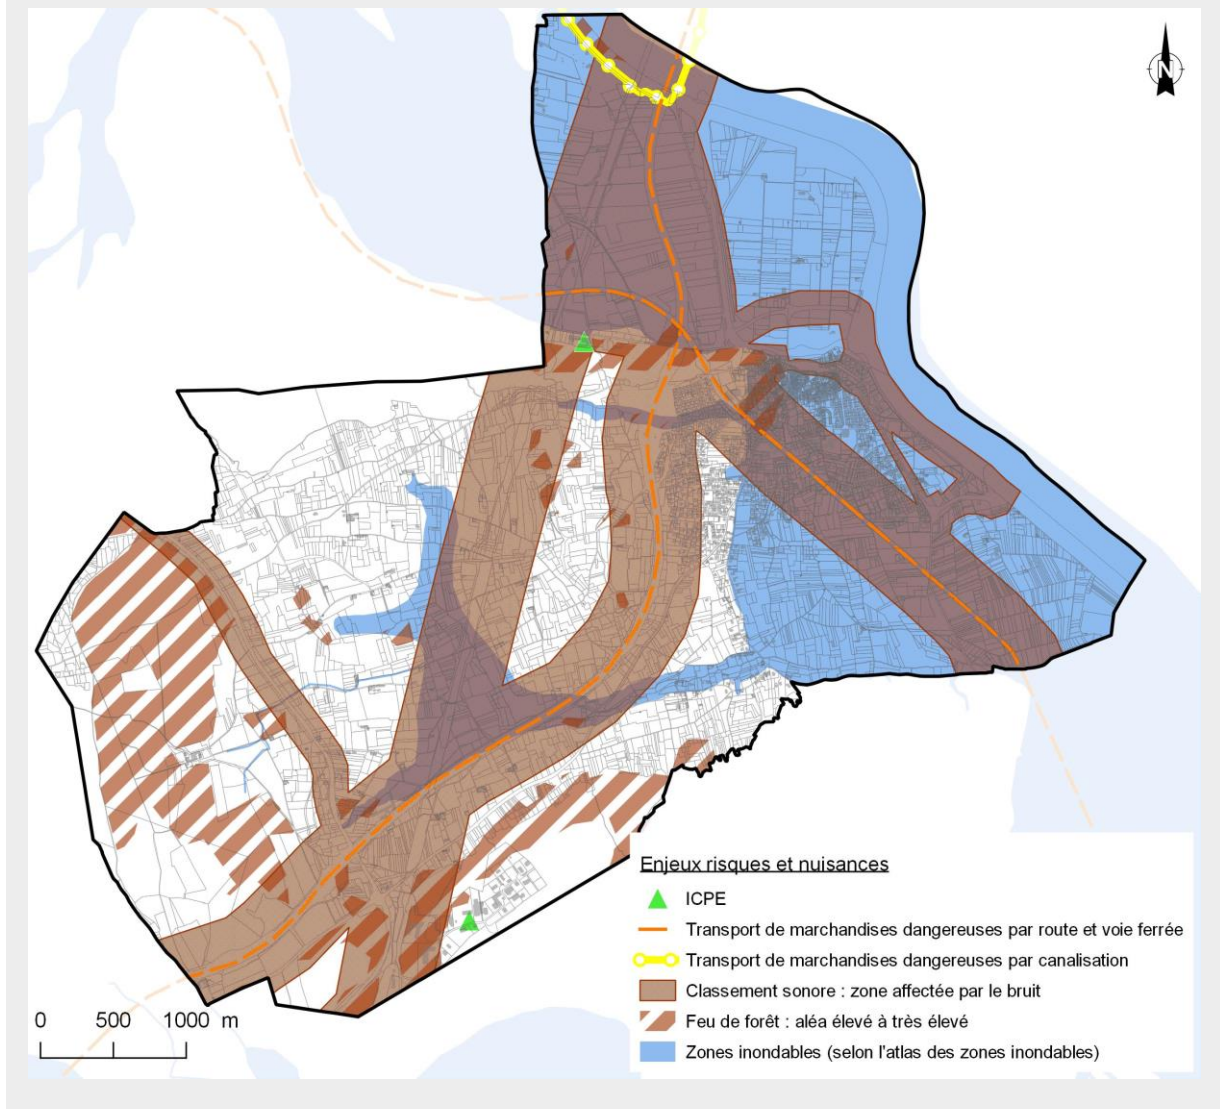 N
Enjeux risques et nuisances
ICPE
Transport de marchandises dangereuses par route et voie ferrée
Transport de marchandises dangereuses par canalisation
Classement sonore : zone affectée par le bruit
Feu de forêt : aléa élevé à très élevé
Zones inondables (selon l'atlas des zones inondables)
0 500 1000 m